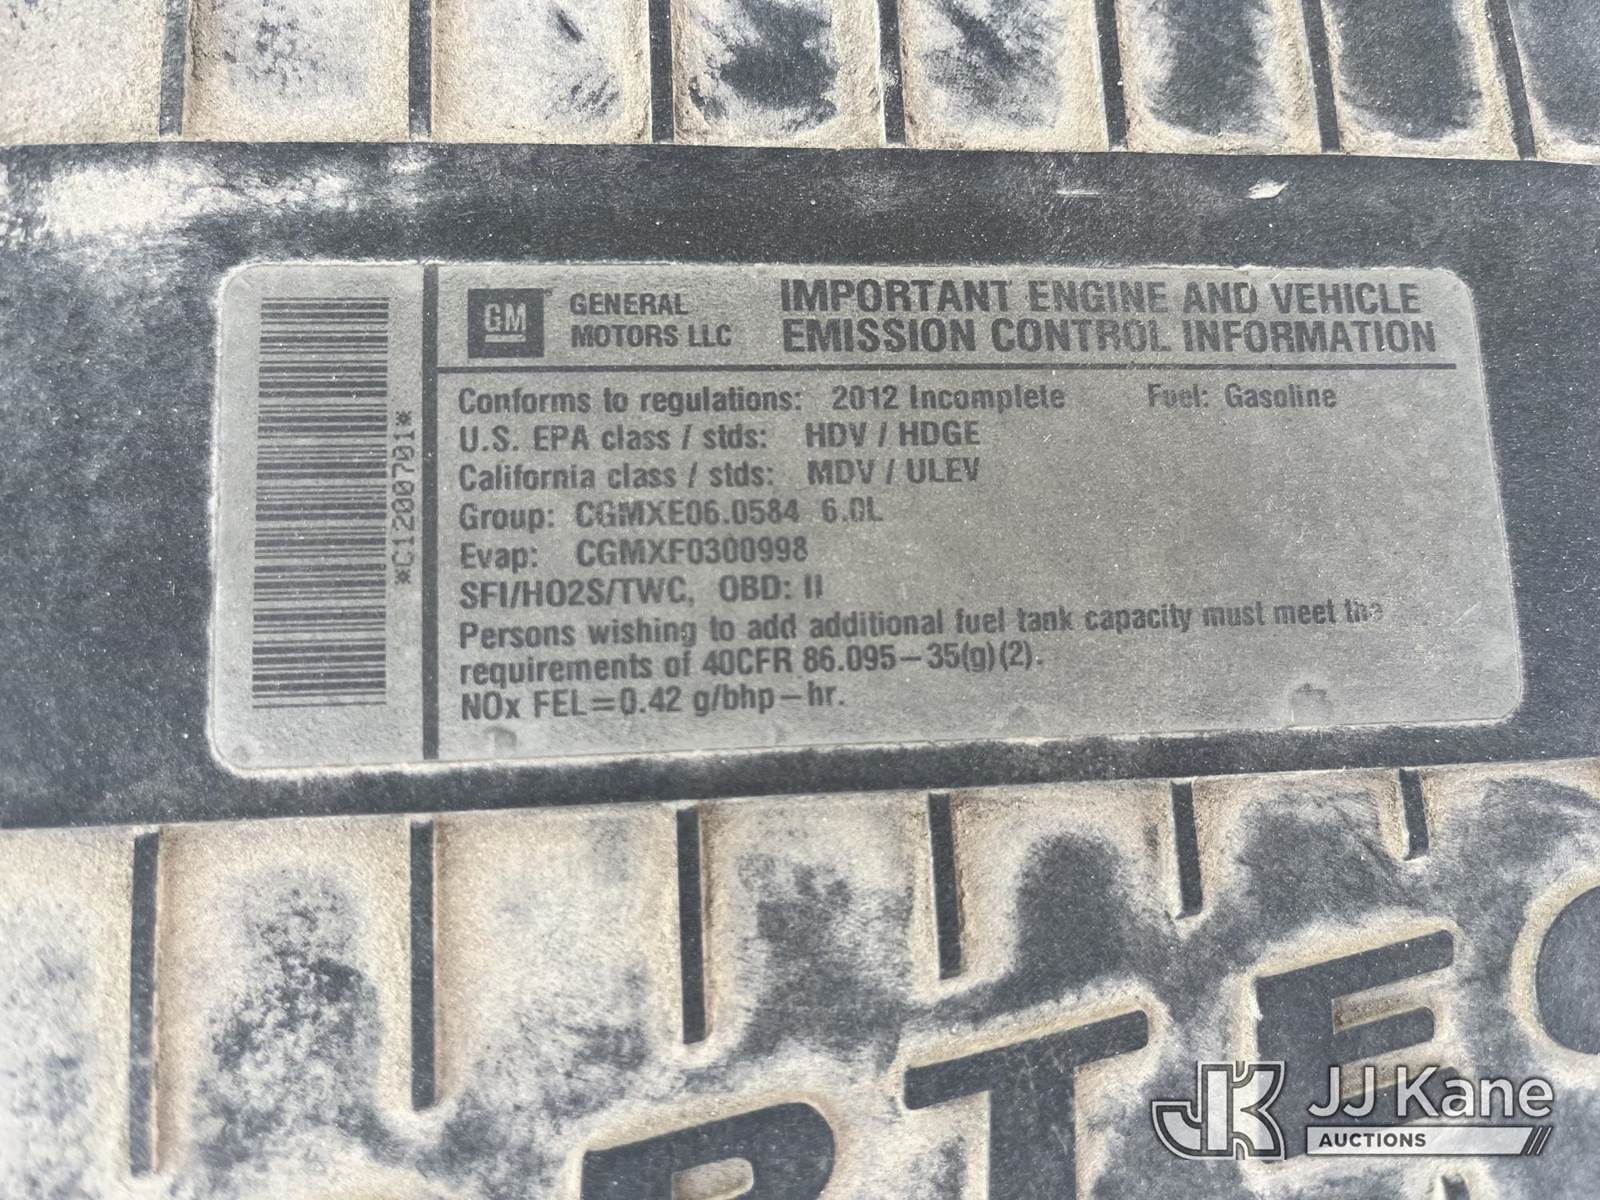 *C1200701*
GM GENERAL MOTORS LLC
IMPORTANT ENGINE AND VEHICLE
EMISSION CONTROL INFORMATION
Conforms to regulations: 2012 Incomplete Fuel: Gasoline
U.S. EPA class / stds: HDV / HDGE
California class / stds: MDV / ULEV
Group: CGMXE06.0584 6.0L
Evap: CGMXF0300998
SFI/HO2S/TWC, OBD: II
Persons wishing to add additional fuel tank capacity must meet the
requirements of 40CFR 86.095–35(g)(2).
NOx FEL=0.42 g/bhp–hr.
RTEC
JK JJ Kane
AUCTIONS